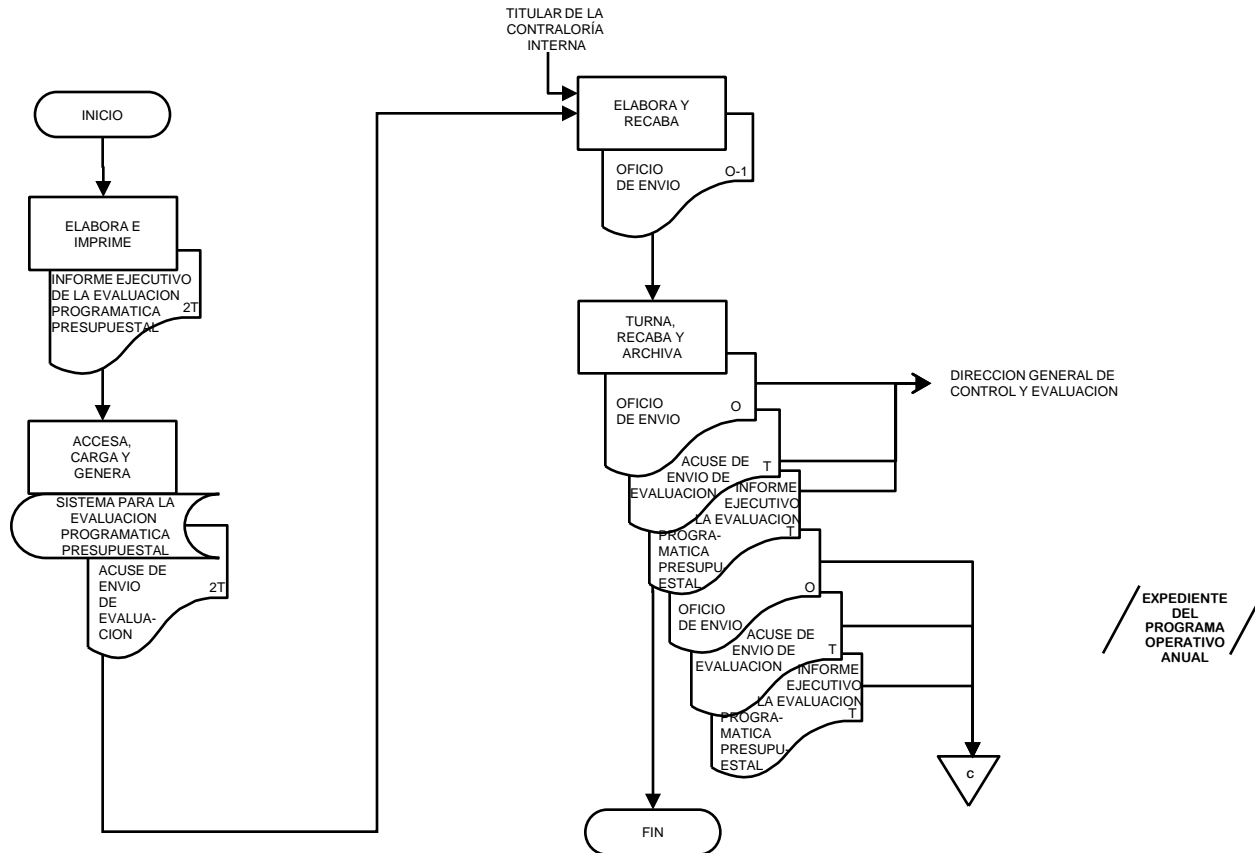 INICIO
ELABORA E
IMPRIME
INFORME EJECUTIVO
DE LA EVALUACION
PROGRAMATICA
PRESUPUESTAL
2T
ACCESA,
CARGA Y
GENERA
SISTEMA PARA LA
EVALUACION
PROGRAMATICA
PRESUPUESTAL
ACUSE DE
ENVIO
DE
EVALUA-
CION
2T
TITULAR DE LA
CONTRALORÍA
INTERNA
ELABORA Y
RECABA
OFICIO
DE ENVIO
O-1
TURNA,
RECABA Y
ARCHIVA
OFICIO
DE ENVIO
O
ACUSE DE
ENVIO DE
EVALUACION
T
INFORME
EJECUTIVO
LA EVALUACION
PROGRA-
MATICA
PRESUPU-
ESTAL
T
OFICIO
DE ENVIO
O
ACUSE DE
ENVIO DE
EVALUACION
T
INFORME
EJECUTIVO
LA EVALUACION
PROGRA-
MATICA
PRESUPU-
ESTAL
T
DIRECCION GENERAL DE
CONTROL Y EVALUACION
EXPEDIENTE
DEL
PROGRAMA
OPERATIVO
ANUAL
C
FIN